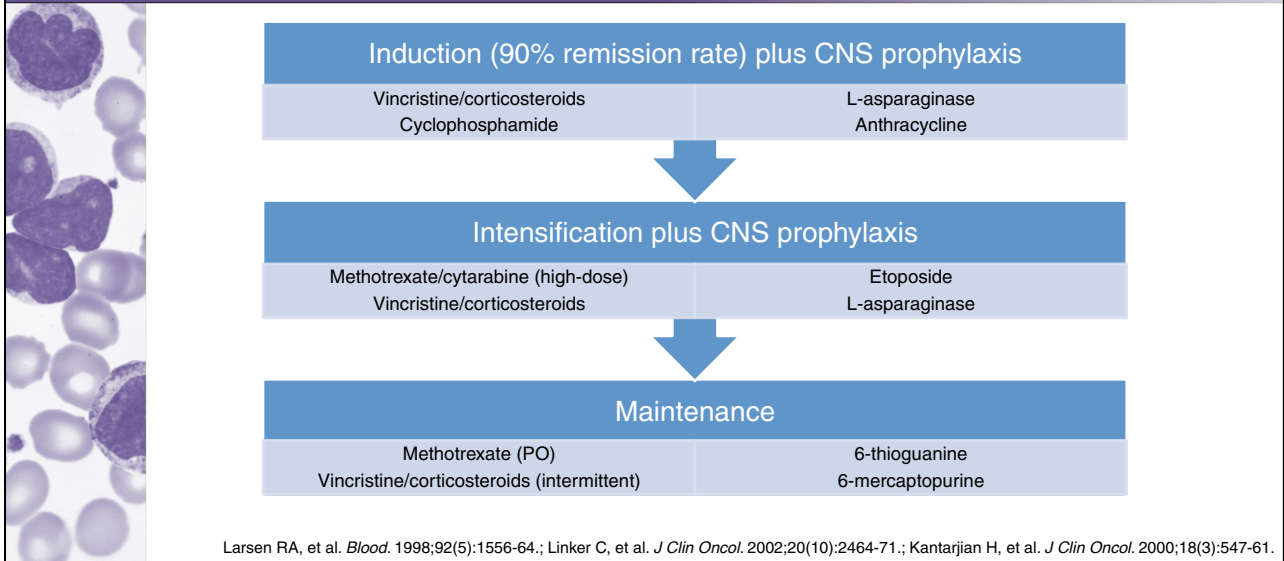 Induction (90% remission rate) plus CNS prophylaxis
Vincristine/corticosteroids
Cyclophosphamide
L-asparaginase
Anthracycline
Intensification plus CNS prophylaxis
Methotrexate/cytarabine (high-dose)
Vincristine/corticosteroids
Etoposide
L-asparaginase
Maintenance
Methotrexate (PO)
Vincristine/corticosteroids (intermittent)
6-thioguanine
6-mercaptopurine
Larsen RA, et al. Blood. 1998;92(5):1556-64.; Linker C, et al. J Clin Oncol. 2002;20(10):2464-71.; Kantarjian H, et al. J Clin Oncol. 2000;18(3):547-61.